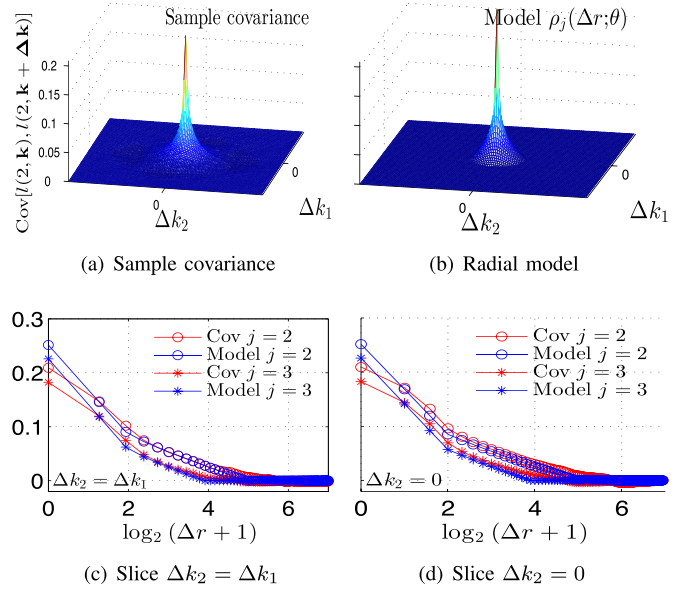 Sample covariance
Cov[l(2, k), l(2, k + Δk)]
0.2
0.15
0.1
0.05
0
0
Δk₂
0
Δk₁
(a) Sample covariance
Model ρⱼ(Δr;θ)
0
Δk₂
0
Δk₁
(b) Radial model
0.3
0.2
0.1
0
Cov j = 2
Model j = 2
Cov j = 3
Model j = 3
Δk₂ = Δk₁
0 2 4 6
log₂ (Δr + 1)
(c) Slice Δk₂ = Δk₁
Cov j = 2
Model j = 2
Cov j = 3
Model j = 3
Δk₂ = 0
0 1 2 3 4 5 6 7
log₂ (Δr + 1)
(d) Slice Δk₂ = 0